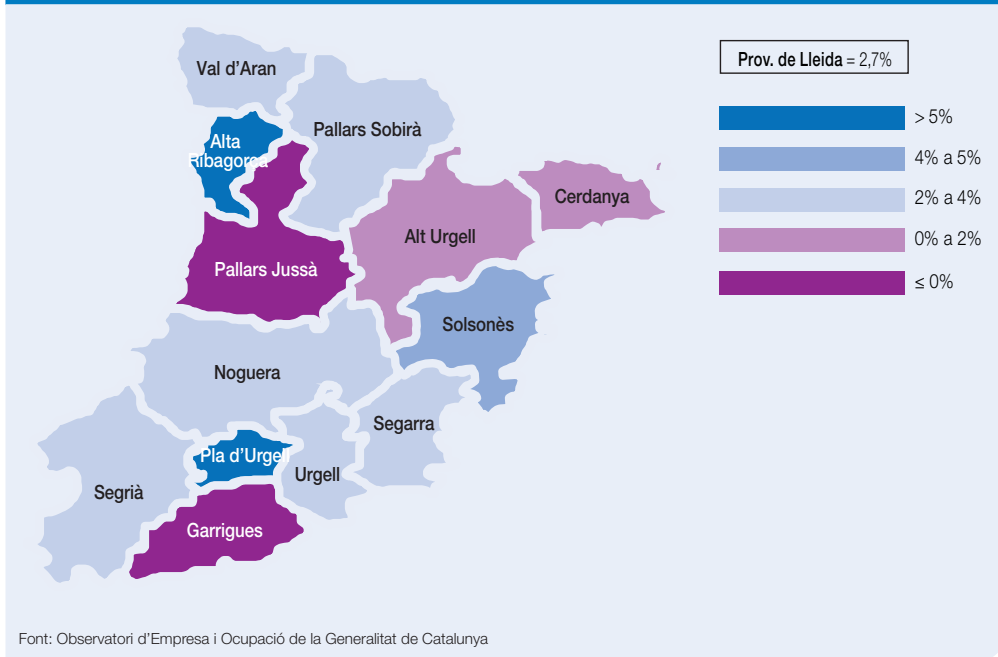 Val d’Aran
Prov. de Lleida = 2,7%
Alta
Ribagorça
Pallars Sobirà
> 5%
4% a 5%
Cerdanya
2% a 4%
Alt Urgell
0% a 2%
Pallars Jussà
≤ 0%
Solsonès
Noguera
Segarra
Pla d’Urgell
Urgell
Segrià
Garrigues
Font: Observatori d’Empresa i Ocupació de la Generalitat de Catalunya